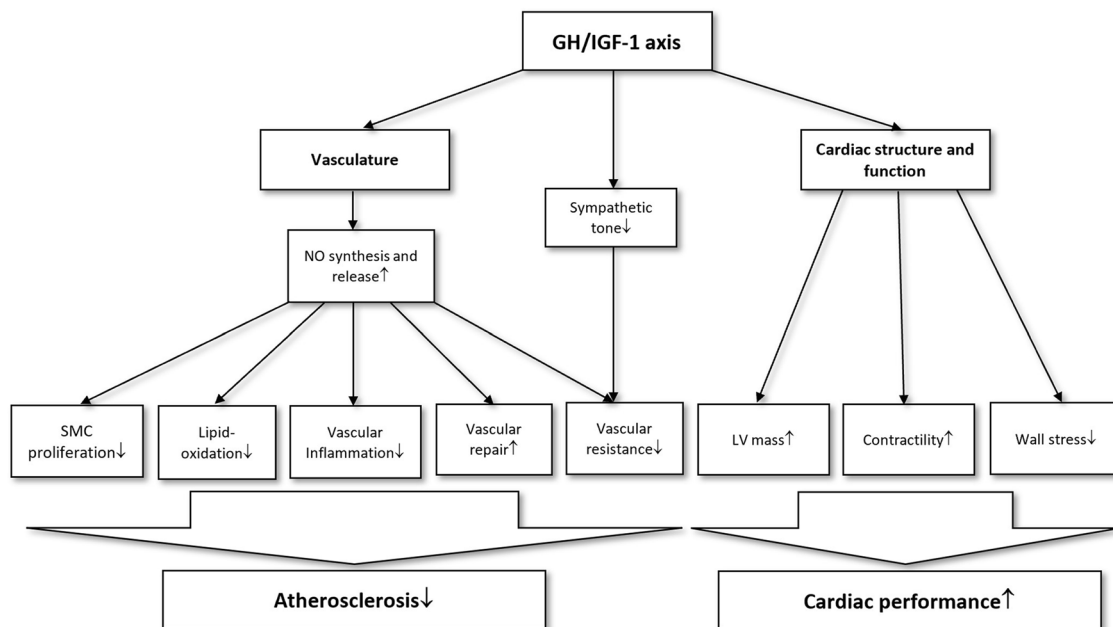 GH/IGF-1 axis
Vasculature
Cardiac structure and
function
Sympathetic
tone↓
NO synthesis and
release↑
SMC
proliferation↓
Lipid-
oxidation↓
Vascular
Inflammation↓
Vascular
repair↑
Vascular
resistance↓
LV mass↑
Contractility↑
Wall stress↓
Atherosclerosis↓
Cardiac performance↑